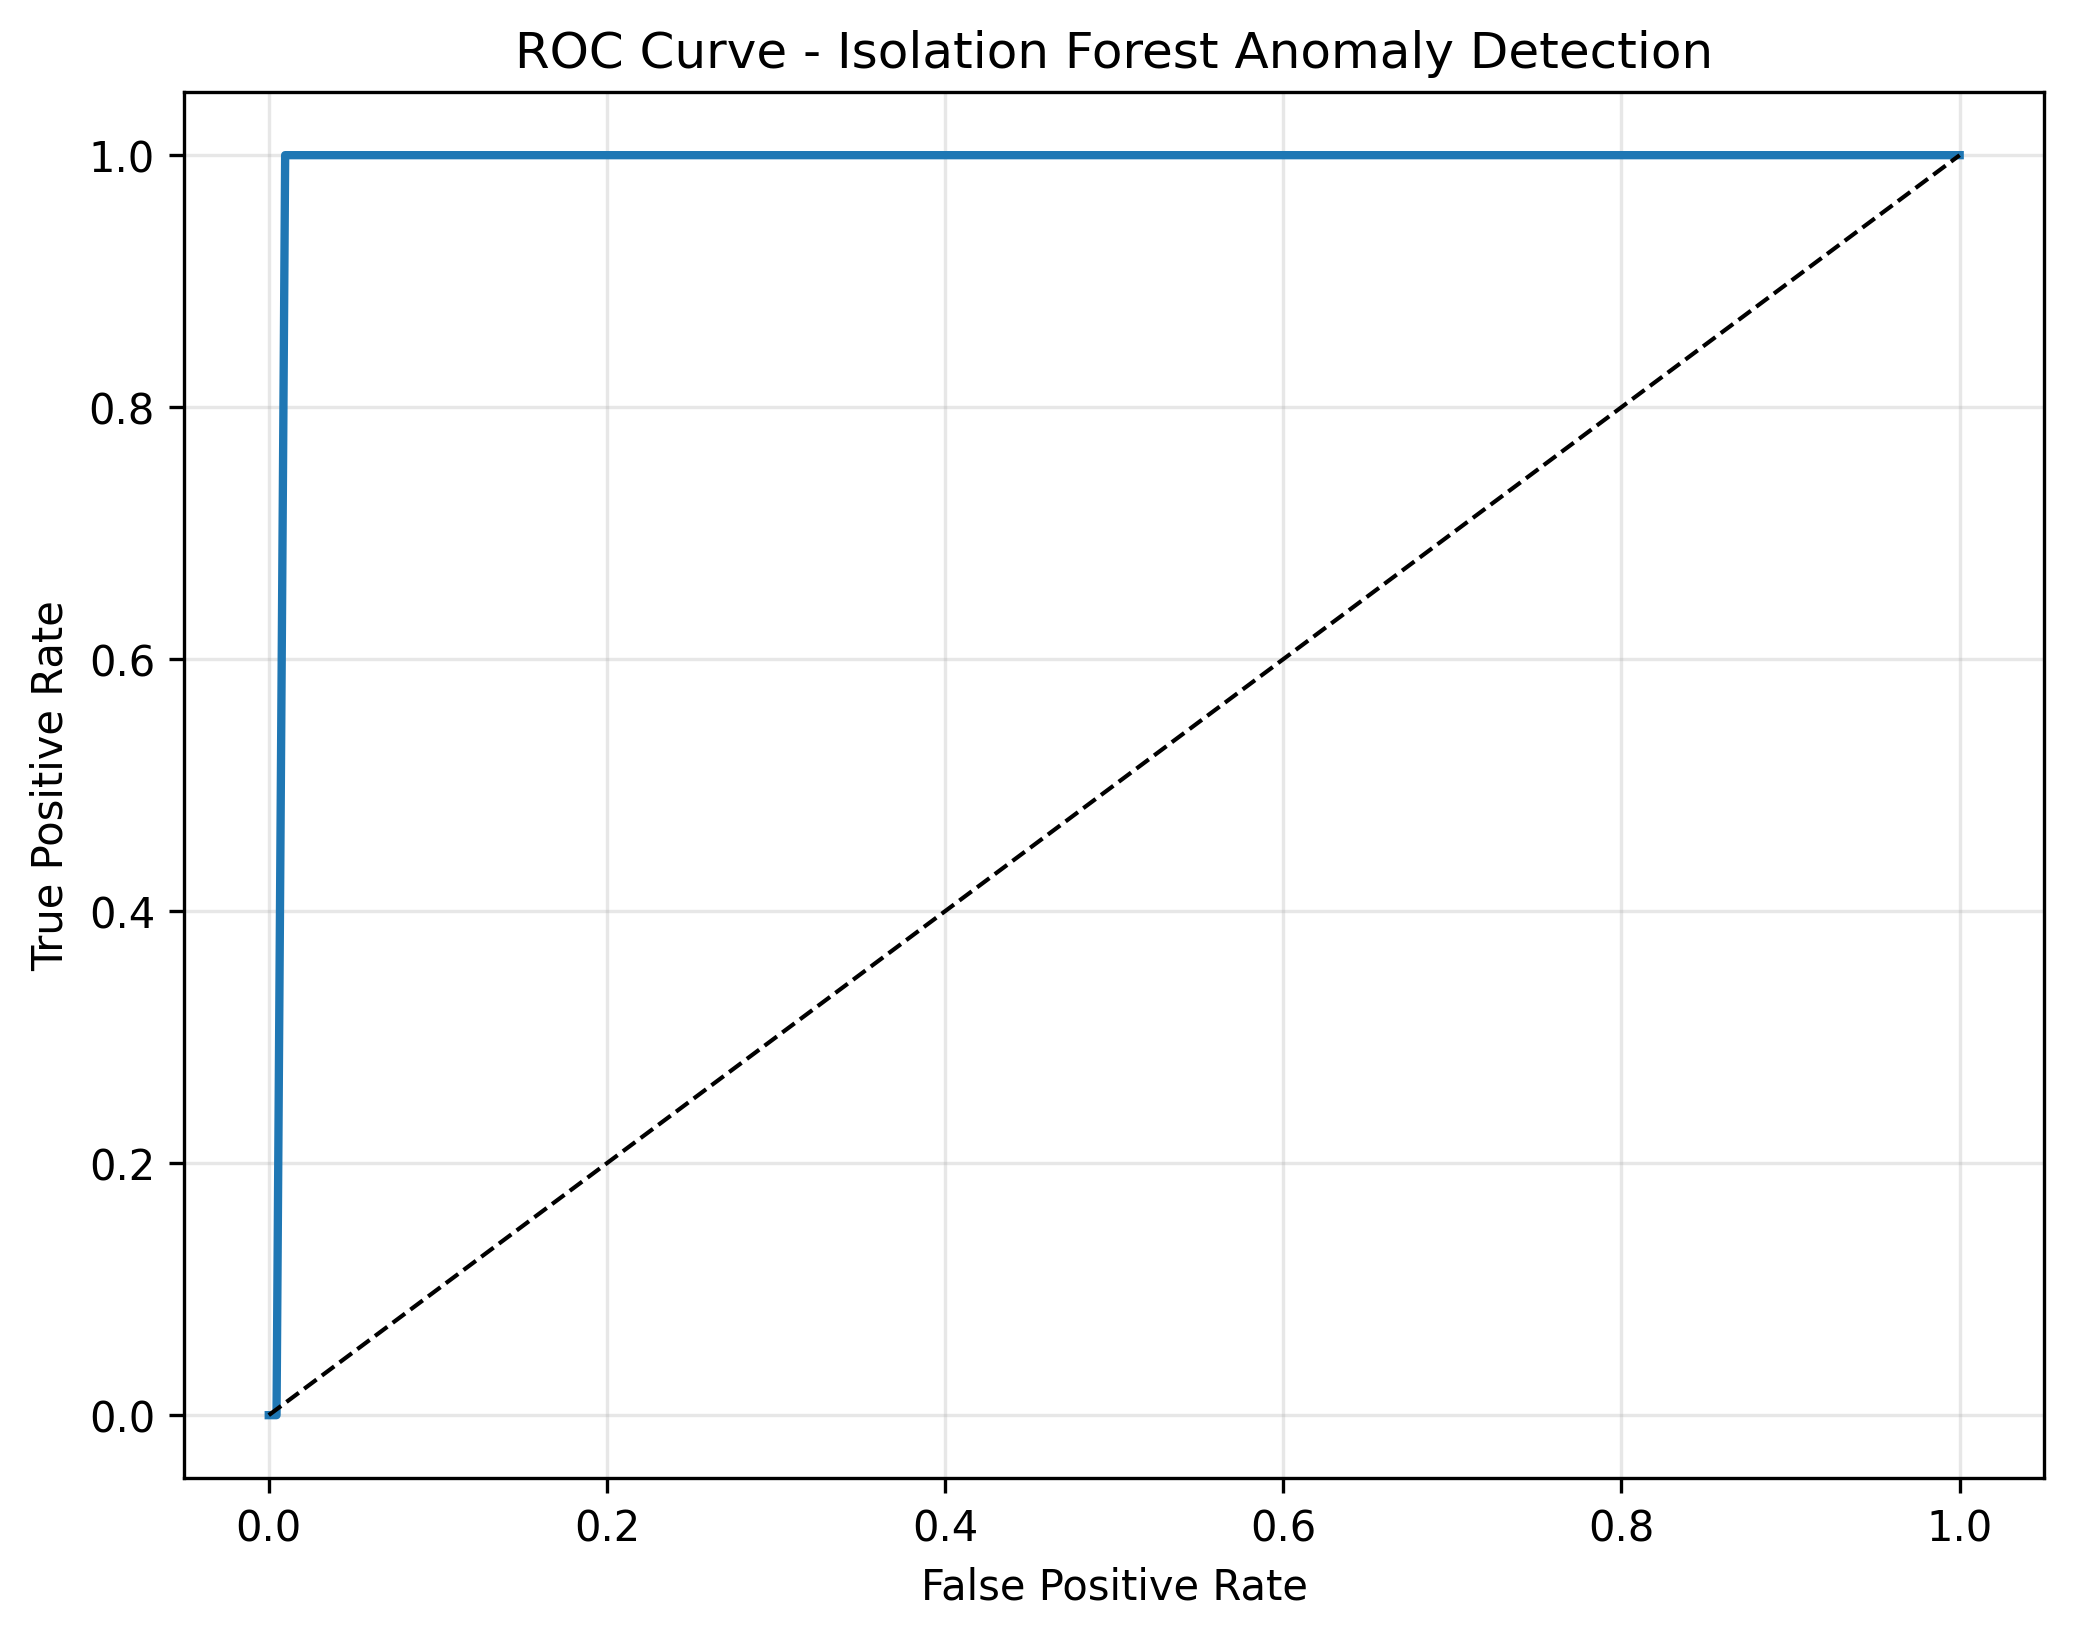 ROC Curve - Isolation Forest Anomaly Detection
1.0
0.8
0.6
0.4
0.2
0.0
True Positive Rate
0.0 0.2 0.4 0.6 0.8 1.0
False Positive Rate